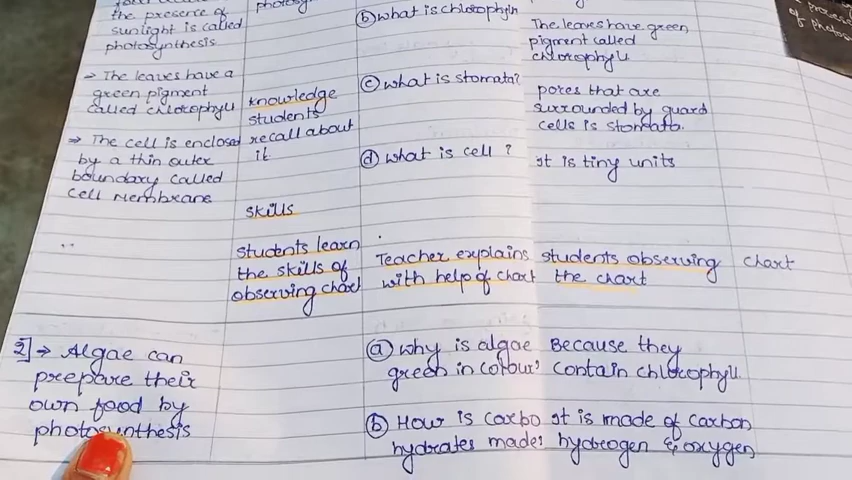 the presence of
sunlight is called
photosynthesis
→ The leaves have a
green pigment
called chlorophyll
→ The cell is enclosed
by a thin outer
boundary called
cell membrane
knowledge
students
recall about
it
skills
students learn
the skills of
observing chart
ⓑ what is chlorophyln
ⓒ what is stomata?
ⓓ what is cell ?
Teacher explains
with help of chart
The leaves have green
pigment called
chlorophyll
pores that are
surrounded by guard
cells is stomata.
It is tiny units
students observing
the chart
chart
2] → Algae can
prepare their
own food by
photosynthesis
ⓐ why is algae
green in colour?
ⓑ How is carbo
hydrates made?
Because they
contain chlorophyll
It is made of carbon
hydrogen & oxygen